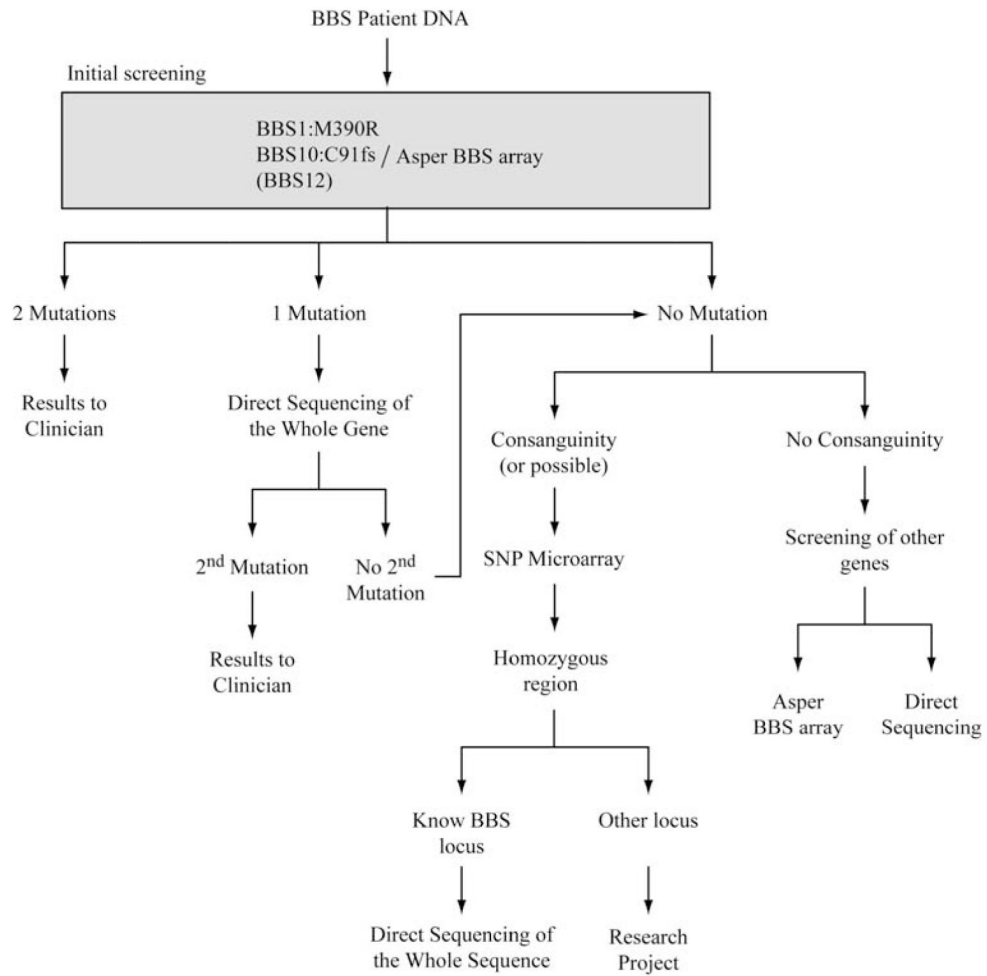 BBS Patient DNA
Initial screening
BBS1:M390R
BBS10:C91fs / Asper BBS array
(BBS12)
2 Mutations
1 Mutation
No Mutation
Results to
Clinician
Direct Sequencing of
the Whole Gene
Consanguinity
(or possible)
No Consanguinity
2nd Mutation
No 2nd
Mutation
SNP Microarray
Screening of other
genes
Results to
Clinician
Homozygous
region
Asper
BBS array
Direct
Sequencing
Know BBS
locus
Other locus
Direct Sequencing of
the Whole Sequence
Research
Project